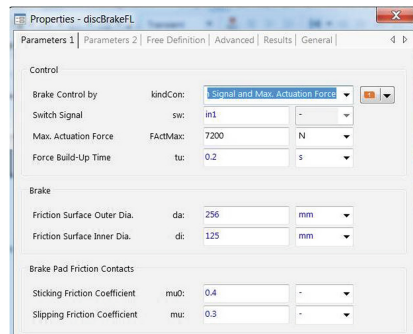 Properties - discBrakeFL
Parameters 1 Parameters 2 Free Definition Advanced Results General
Control
Brake Control by kindCon: Signal and Max. Actuation Force
Switch Signal sw: in1 -
Max. Actuation Force FActMax: 7200 N
Force Build-Up Time tu: 0.2 s
Brake
Friction Surface Outer Dia. da: 256 mm
Friction Surface Inner Dia. di: 125 mm
Brake Pad Friction Contacts
Sticking Friction Coefficient mu0: 0.4 -
Slipping Friction Coefficient mu: 0.3 -